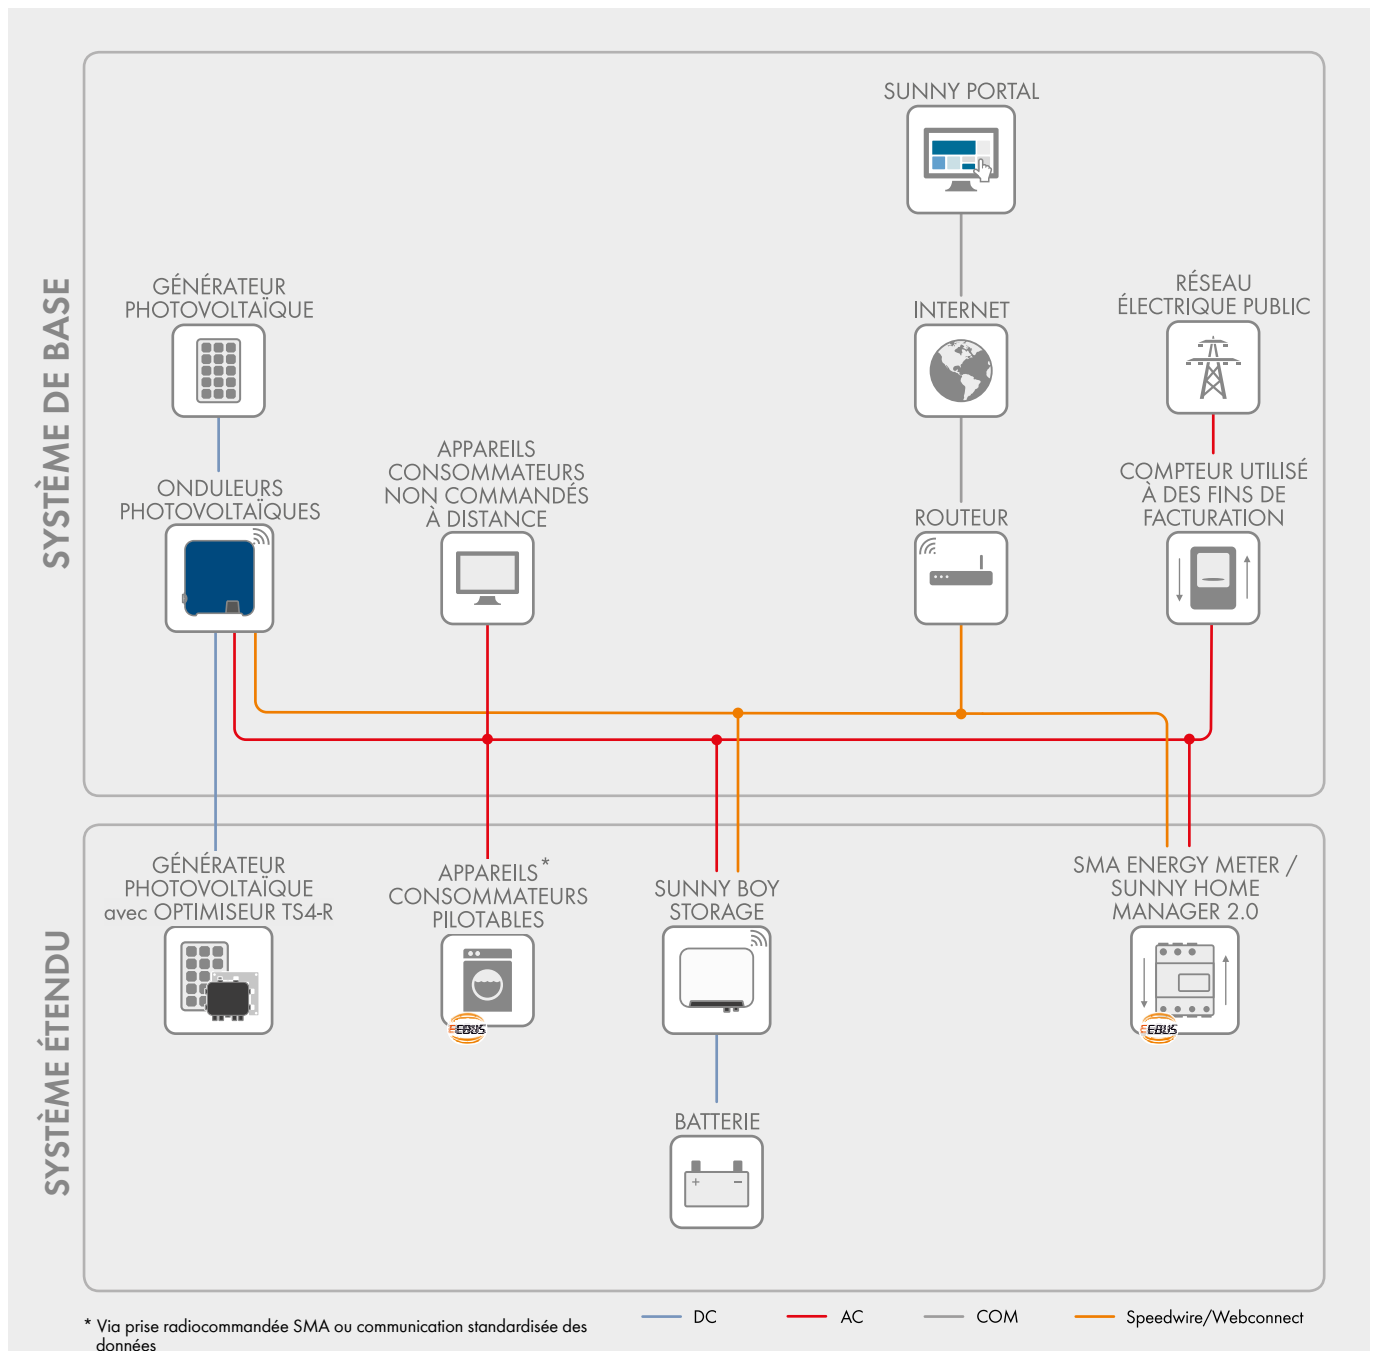 SYSTÈME DE BASE
SUNNY PORTAL
GÉNÉRATEUR
PHOTOVOLTAÏQUE
INTERNET
RÉSEAU
ÉLECTRIQUE PUBLIC
ONDULEURS
PHOTOVOLTAÏQUES
APPAREILS
CONSOMMATEURS
NON COMMANDÉS
À DISTANCE
ROUTEUR
COMPTEUR UTILISÉ
À DES FINS DE
FACTURATION
SYSTÈME ÉTENDU
GÉNÉRATEUR
PHOTOVOLTAÏQUE
avec OPTIMISEUR TS4-R
APPAREILS*
CONSOMMATEURS
PILOTABLES
EEBUS
SUNNY BOY
STORAGE
SMA ENERGY METER /
SUNNY HOME
MANAGER 2.0
EEBUS
BATTERIE
+ −
* Via prise radiocommandée SMA ou communication standardisée des
données
DC
AC
COM
Speedwire/Webconnect